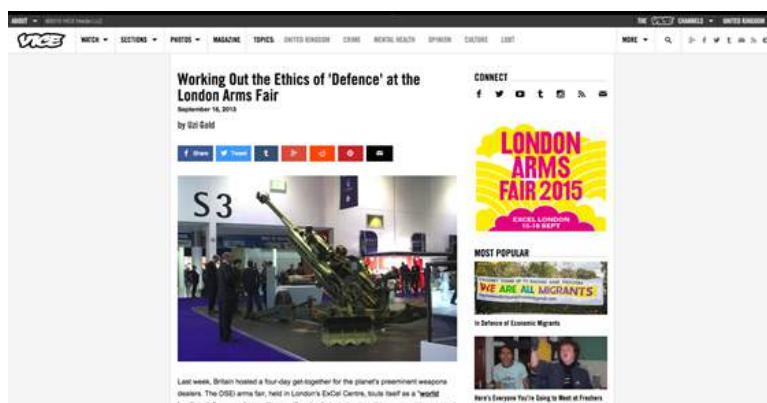 ABOUT
©2015 VICE Media LLC
THE VICE CHANNELS
UNITED KINGDOM
VICE
WATCH
SECTIONS
PHOTOS
MAGAZINE
TOPICS:
UNITED KINGDOM
CRIME
MENTAL HEALTH
OPINION
CULTURE
LGBT
MORE
Working Out the Ethics of 'Defence' at the
London Arms Fair
September 16, 2015
by Uzi Gold
Share
Tweet
S 3
Last week, Britain hosted a four-day get-together for the planet's preeminent weapons
dealers. The DSEi arms fair, held in London's ExCel Centre, touts itself as a "world
CONNECT
LONDON
ARMS
FAIR 2015
EXCEL LONDON
15-18 SEPT
MOST POPULAR
WE ARE ALL MIGRANTS
In Defence of Economic Migrants
Here's Everyone You're Going to Meet at Freshers